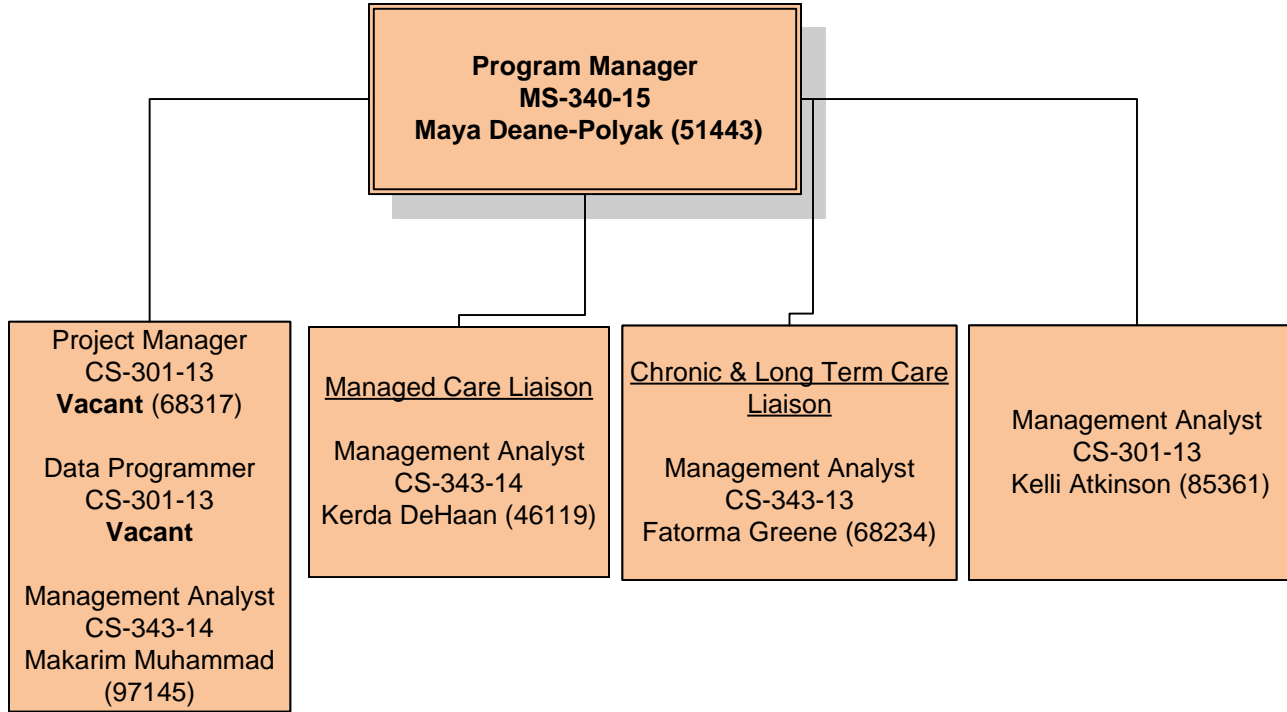 Program Manager
MS-340-15
Maya Deane-Polyak (51443)
Project Manager
CS-301-13
Vacant (68317)
Data Programmer
CS-301-13
Vacant
Management Analyst
CS-343-14
Makarim Muhammad
(97145)
Managed Care Liaison
Management Analyst
CS-343-14
Kerda DeHaan (46119)
Chronic & Long Term Care
Liaison
Management Analyst
CS-343-13
Fatorma Greene (68234)
Management Analyst
CS-301-13
Kelli Atkinson (85361)